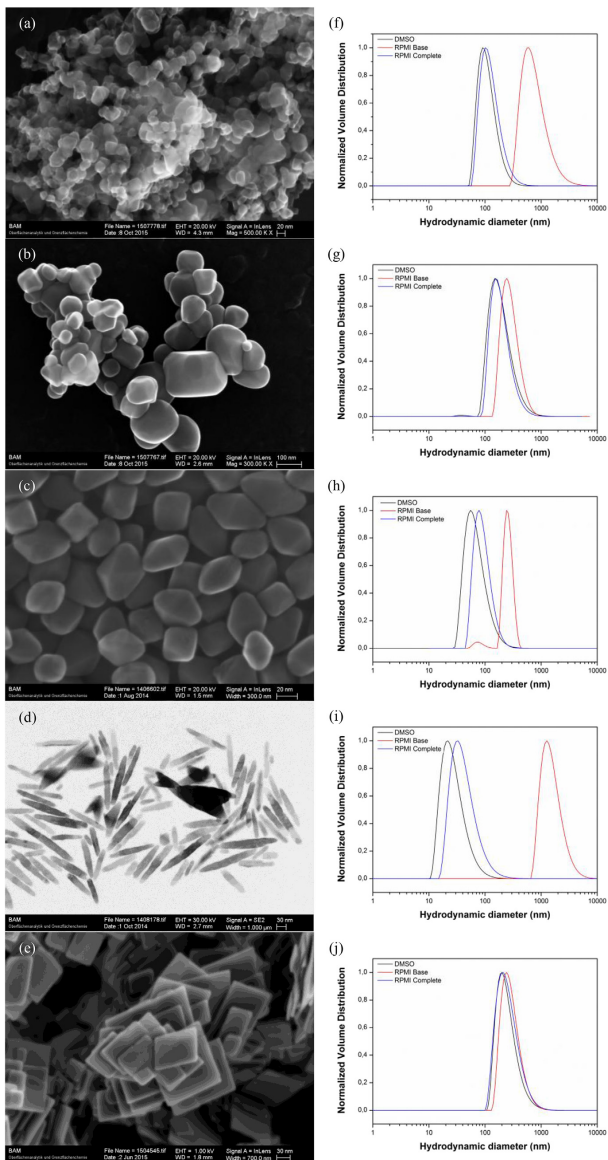 (a)
BAM File Name = 1507778.tif EHT = 20.00 kV Signal A = InLens 20 nm
Oberflächenanalytik und Grenzflächenchemie Date :8 Oct 2015 WD = 4.3 mm Mag = 500.00 K X
(f)
DMSO
RPMI Base
RPMI Complete
Normalized Volume Distribution
1,0
0,8
0,6
0,4
0,2
0,0
1 10 100 1000 10000
Hydrodynamic diameter (nm)
(b)
BAM File Name = 1507767.tif EHT = 20.00 kV Signal A = InLens 100 nm
Oberflächenanalytik und Grenzflächenchemie Date :8 Oct 2015 WD = 2.6 mm Mag = 300.00 K X
(g)
DMSO
RPMI Base
RPMI Complete
Normalized Volume Distribution
1,0
0,8
0,6
0,4
0,2
0,0
1 10 100 1000 10000
Hydrodynamic diameter (nm)
(c)
BAM File Name = 1406602.tif EHT = 20.00 kV Signal A = InLens 20 nm
Oberflächenanalytik und Grenzflächenchemie Date :1 Aug 2014 WD = 1.5 mm Width = 300.0 nm
(h)
DMSO
RPMI Base
RPMI Complete
Normalized Volume Distribution
1,0
0,8
0,6
0,4
0,2
0,0
1 10 100 1000 10000
Hydrodynamic diameter (nm)
(d)
BAM File Name = 1408178.tif EHT = 30.00 kV Signal A = SE2 30 nm
Oberflächenanalytik und Grenzflächenchemie Date :1 Oct 2014 WD = 2.7 mm Width = 1.000 µm
(i)
DMSO
RPMI Base
RPMI Complete
Normalized Volume Distribution
1,0
0,8
0,6
0,4
0,2
0,0
1 10 100 1000 10000
Hydrodynamic diameter (nm)
(e)
BAM File Name = 1504545.tif EHT = 1.00 kV Signal A = InLens 30 nm
Oberflächenanalytik und Grenzflächenchemie Date :2 Jun 2015 WD = 1.9 mm Width = 700.0 nm
(j)
DMSO
RPMI Base
RPMI Complete
Normalized Volume Distribution
1,0
0,8
0,6
0,4
0,2
0,0
1 10 100 1000 10000
Hydrodynamic diameter (nm)